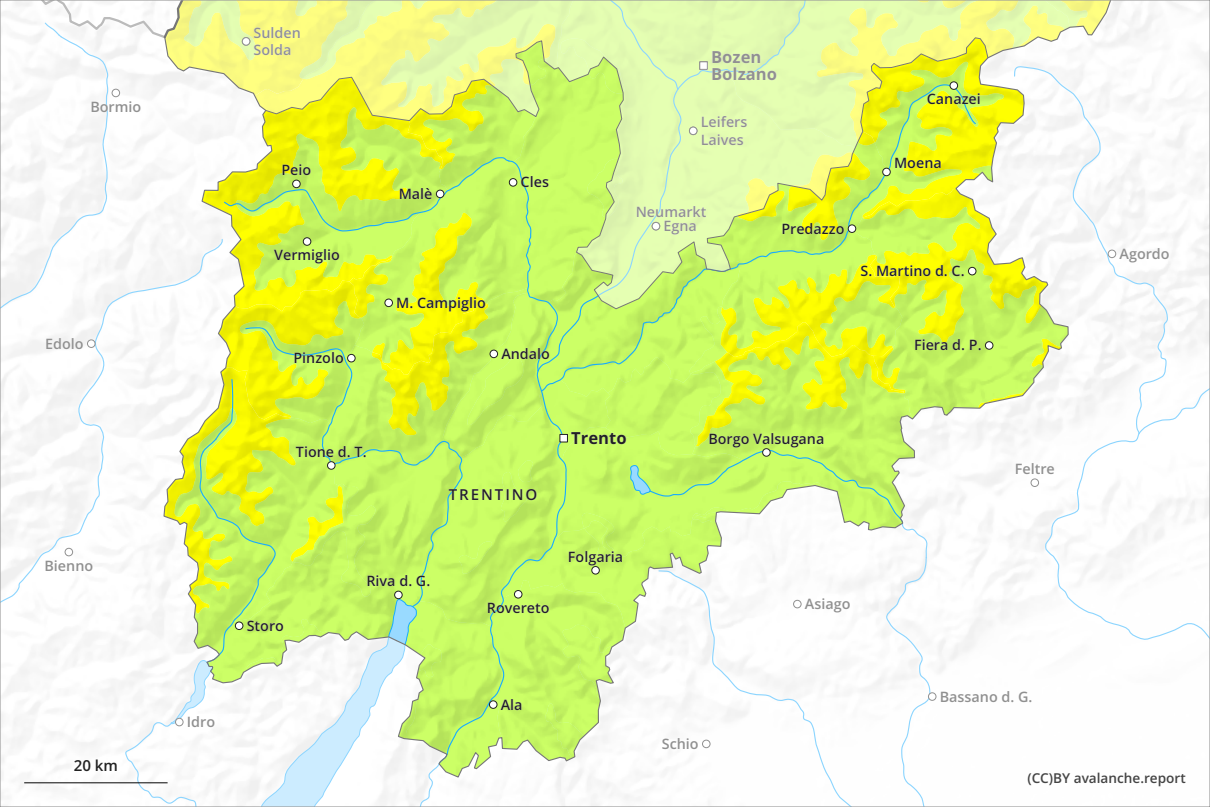 Sulden
Solda
Bozen
Bolzano
Bormio
Canazei
Leifers
Laives
Moena
Peio
Malè
Cles
Neumarkt
Egna
Predazzo
Vermiglio
Agordo
S. Martino d. C.
M. Campiglio
Edolo
Pinzolo
Andalo
Fiera d. P.
Trento
Borgo Valsugana
Tione d. T.
Feltre
TRENTINO
Bienno
Folgaria
Riva d. G.
Rovereto
Asiago
Storo
Bassano d. G.
Ala
Idro
Schio
20 km
(CC)BY avalanche.report